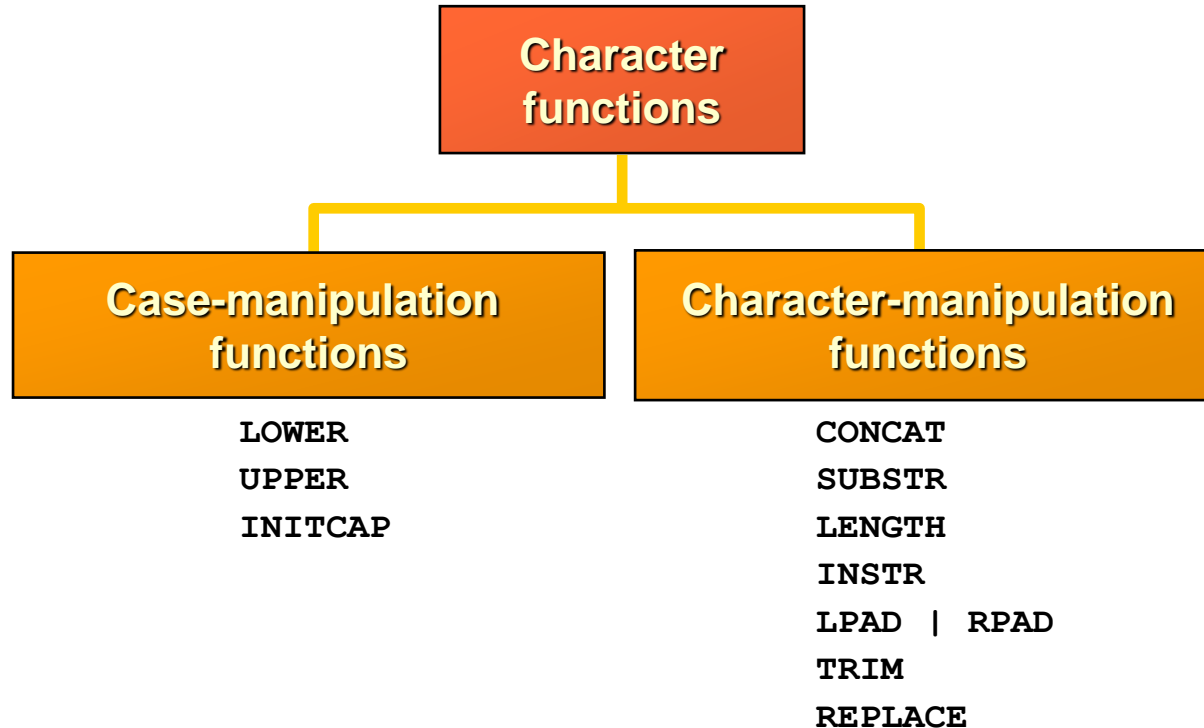 Character
functions
Case-manipulation
functions
LOWER
UPPER
INITCAP
Character-manipulation
functions
CONCAT
SUBSTR
LENGTH
INSTR
LPAD | RPAD
TRIM
REPLACE